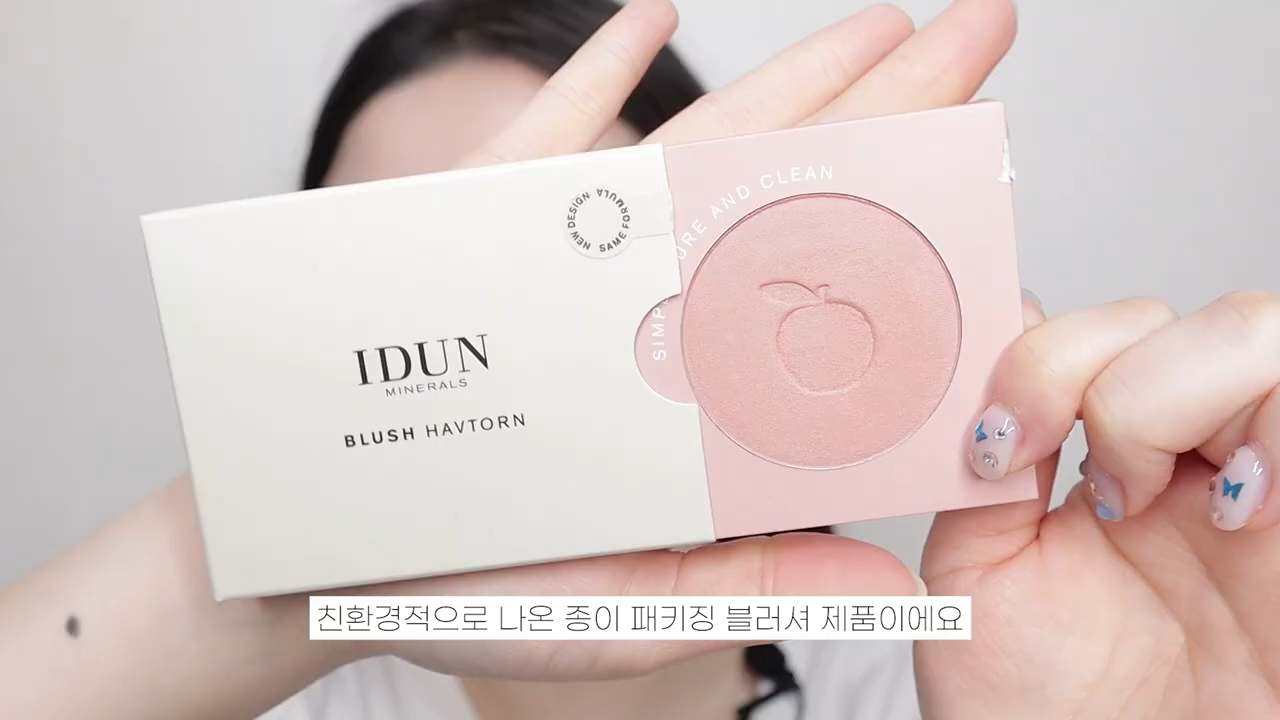 NEW DESIGN SAME FORMULA
IDUN
MINERALS
BLUSH HAVTORN
AND CLEAN
친환경적으로 나온 종이 패키징 블러셔 제품이에요